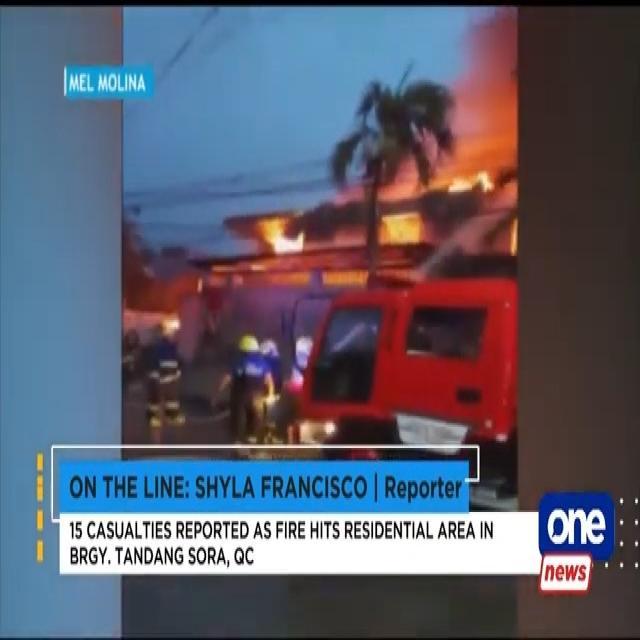 MEL MOLINA
ON THE LINE: SHYLA FRANCISCO | Reporter
15 CASUALTIES REPORTED AS FIRE HITS RESIDENTIAL AREA IN
BRGY. TANDANG SORA, QC
one
news